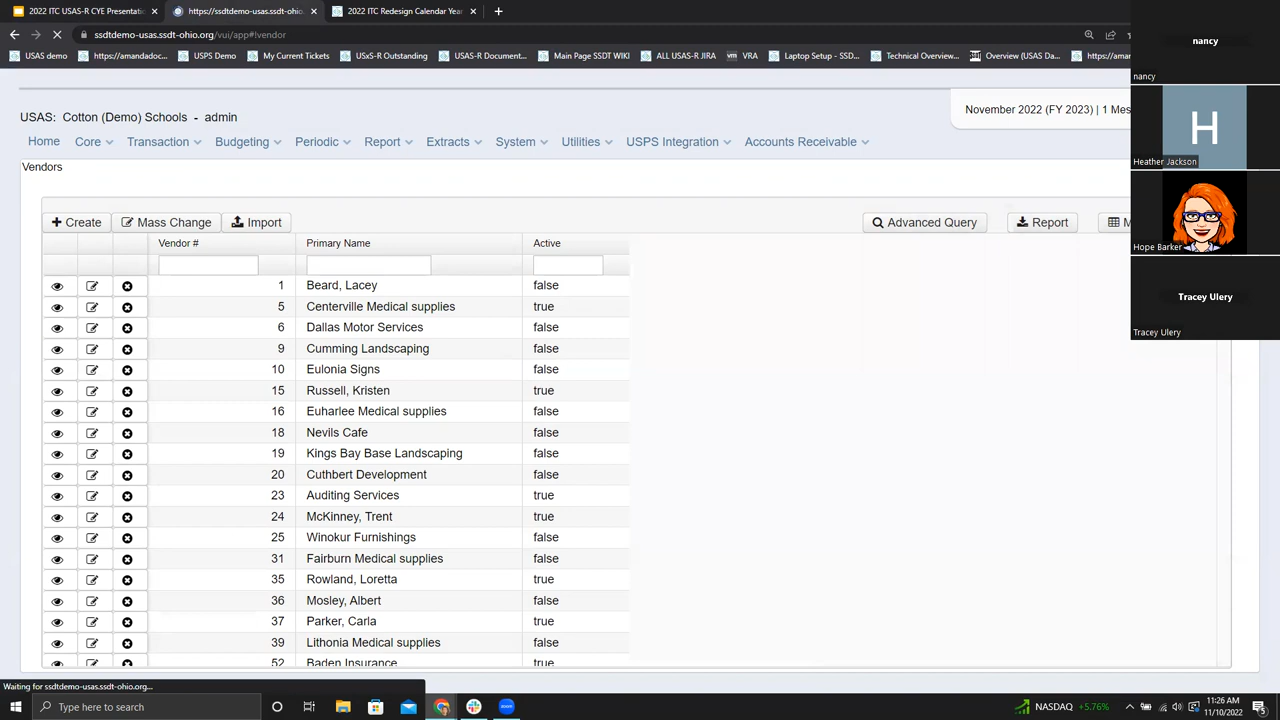 2022 ITC USAS-R CYE Presentati
https://ssdtdemo-usas.ssdt-ohio
2022 ITC Redesign Calendar Year
ssdtdemo-usas.ssdt-ohio.org/vui/app#!vendor
USAS demo
https://amandadoc...
USPS Demo
My Current Tickets
USxS-R Outstanding
USAS-R Document...
Main Page SSDT WIKI
ALL USAS-R JIRA
vm VRA
Laptop Setup - SSD...
Technical Overview...
Overview (USAS Da...
https://am
USAS: Cotton (Demo) Schools - admin
November 2022 (FY 2023) | 1 Mes
Home Core Transaction Budgeting Periodic Report Extracts System Utilities USPS Integration Accounts Receivable
Vendors
Create Mass Change Import Advanced Query Report M
Vendor # Primary Name Active
1 Beard, Lacey false
5 Centerville Medical supplies true
6 Dallas Motor Services false
9 Cumming Landscaping false
10 Eulonia Signs false
15 Russell, Kristen true
16 Euharlee Medical supplies false
18 Nevils Cafe false
19 Kings Bay Base Landscaping false
20 Cuthbert Development false
23 Auditing Services true
24 McKinney, Trent true
25 Winokur Furnishings false
31 Fairburn Medical supplies false
35 Rowland, Loretta true
36 Mosley, Albert false
37 Parker, Carla true
39 Lithonia Medical supplies false
52 Baden Insurance true
nancy
nancy
H
Heather Jackson
Hope Barker
Tracey Ulery
Tracey Ulery
Waiting for ssdtdemo-usas.ssdt-ohio.org...
Type here to search
NASDAQ +5.76%
11:26 AM
11/10/2022
5